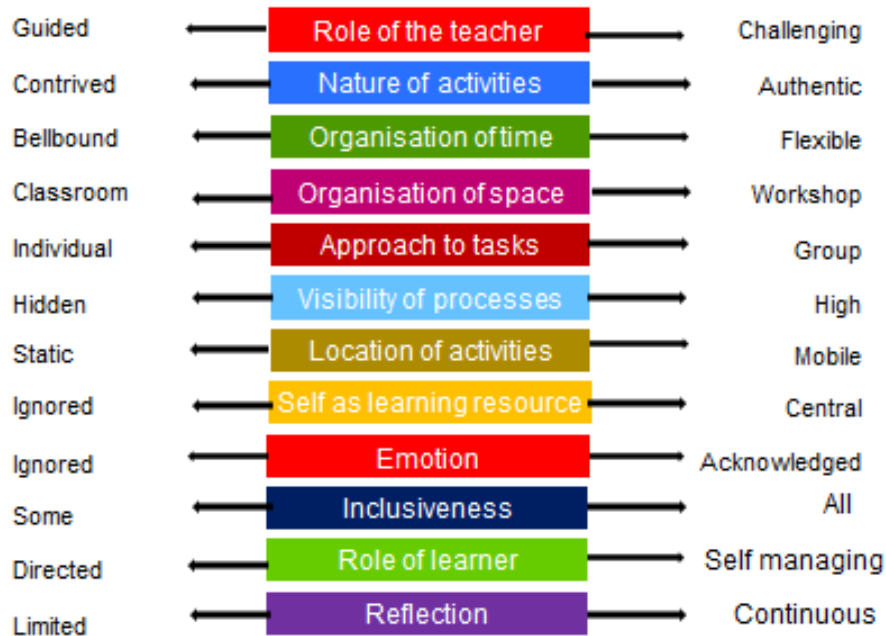 Guided Role of the teacher Challenging
Contrived Nature of activities Authentic
Bellbound Organisation of time Flexible
Classroom Organisation of space Workshop
Individual Approach to tasks Group
Hidden Visibility of processes High
Static Location of activities Mobile
Ignored Self as learning resource Central
Ignored Emotion Acknowledged
Some Inclusiveness All
Directed Role of learner Self managing
Limited Reflection Continuous